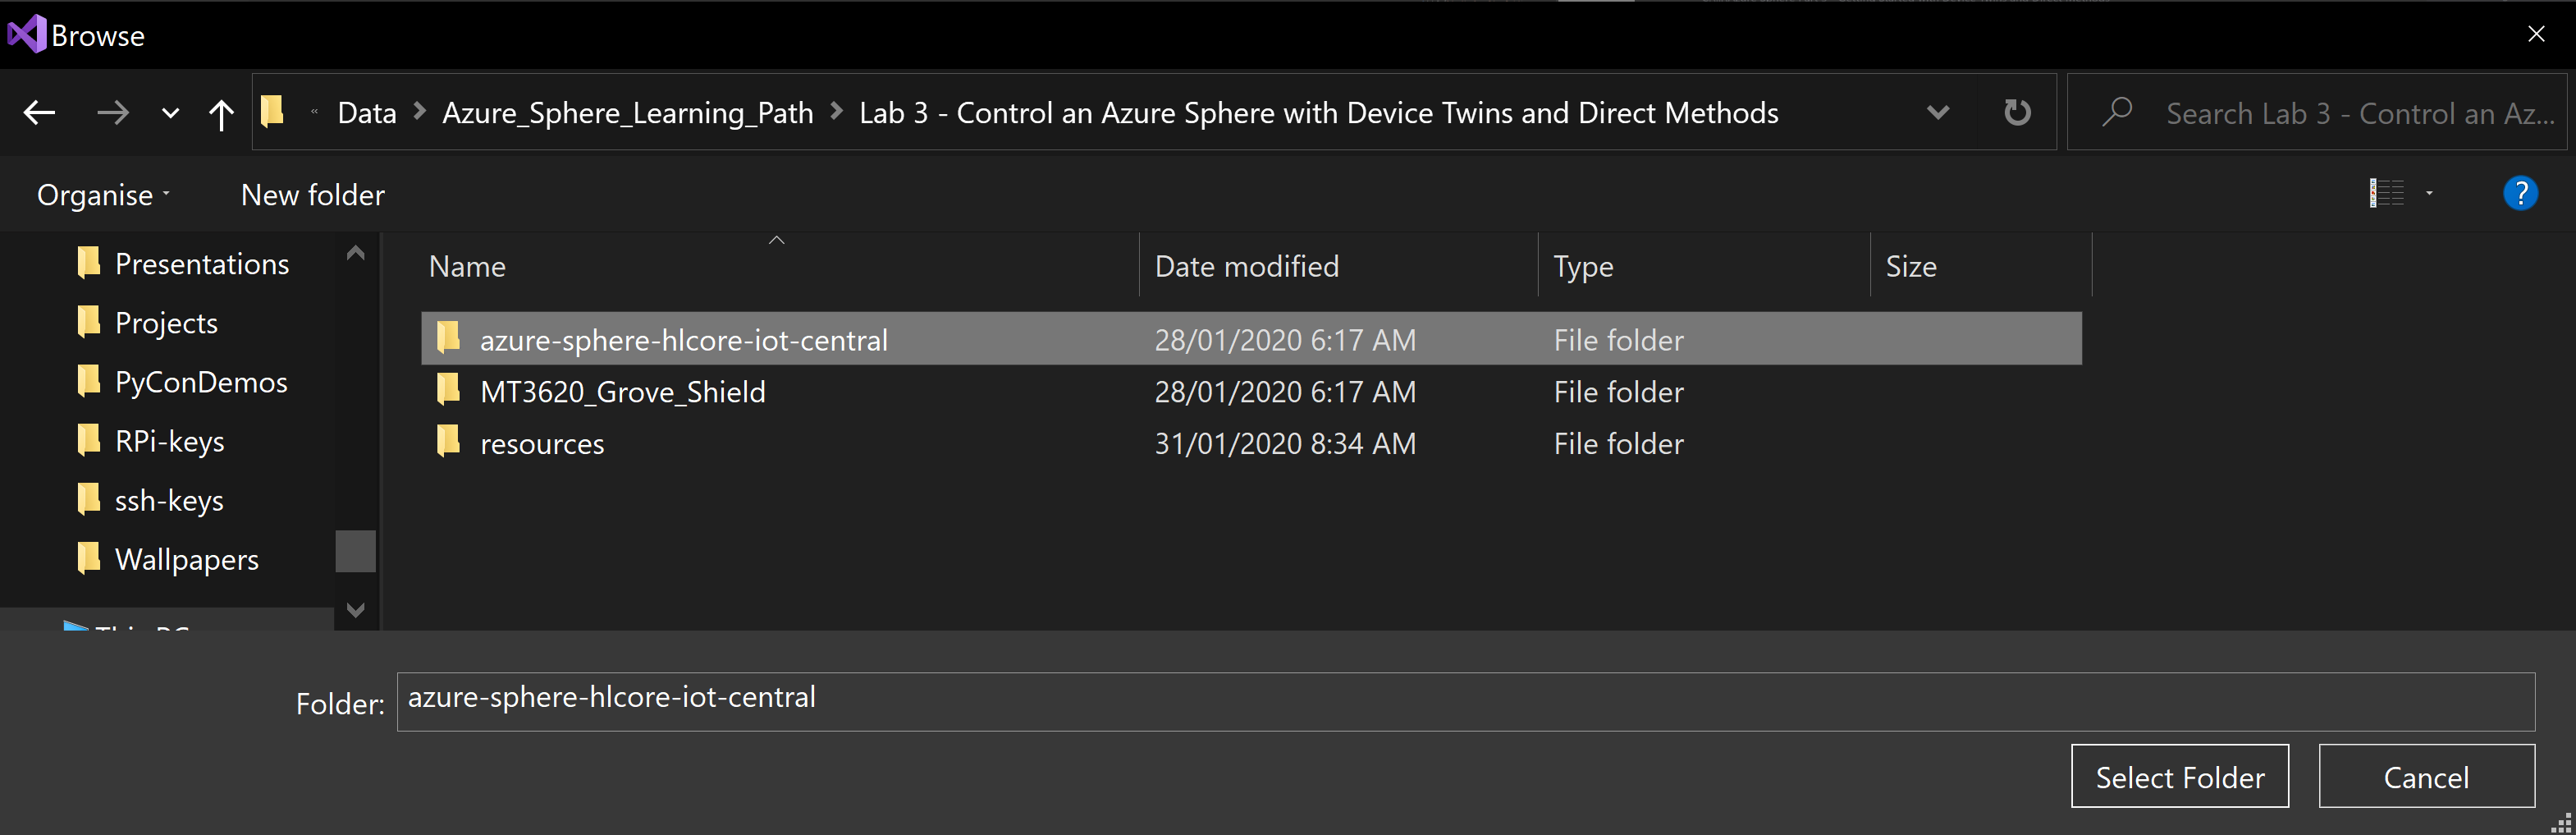 Browse
« Data > Azure_Sphere_Learning_Path > Lab 3 - Control an Azure Sphere with Device Twins and Direct Methods
Search Lab 3 - Control an Az...
Organise
New folder
?
Presentations
Projects
PyConDemos
RPi-keys
ssh-keys
Wallpapers
This PC
Name Date modified Type Size
azure-sphere-hlcore-iot-central 28/01/2020 6:17 AM File folder
MT3620_Grove_Shield 28/01/2020 6:17 AM File folder
resources 31/01/2020 8:34 AM File folder
Folder: azure-sphere-hlcore-iot-central
Select Folder
Cancel